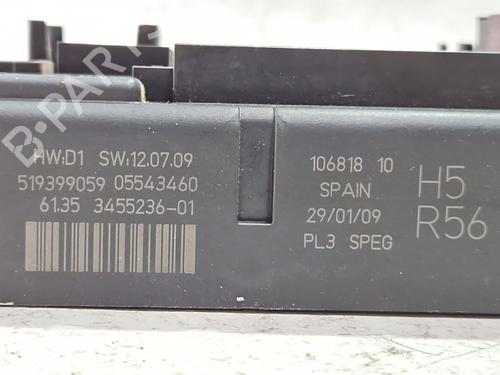 HW:D1 SW:12.07.09
519399059 05543460
61.35 3455236-01
106818 10
SPAIN
29/01/09
PL3 SPEG
H5
R56
B-PARTS